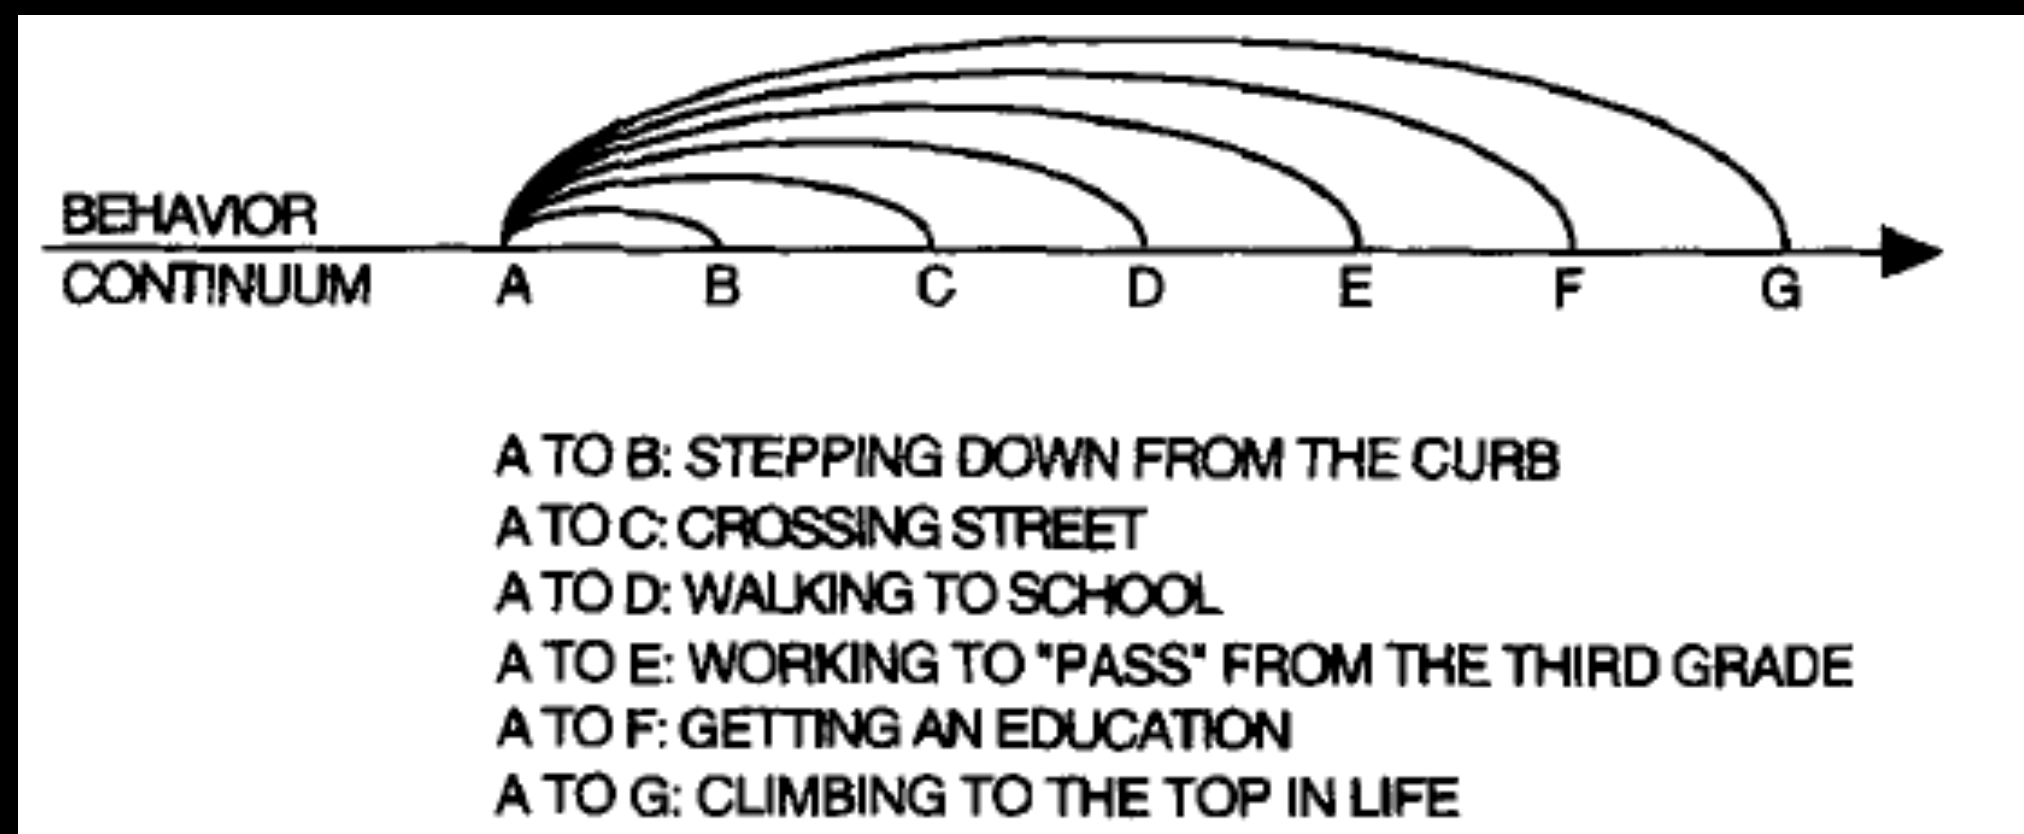 BEHAVIOR
CONTINUUM
A B C D E F G
A TO B: STEPPING DOWN FROM THE CURB
A TO C: CROSSING STREET
A TO D: WALKING TO SCHOOL
A TO E: WORKING TO "PASS" FROM THE THIRD GRADE
A TO F: GETTING AN EDUCATION
A TO G: CLIMBING TO THE TOP IN LIFE